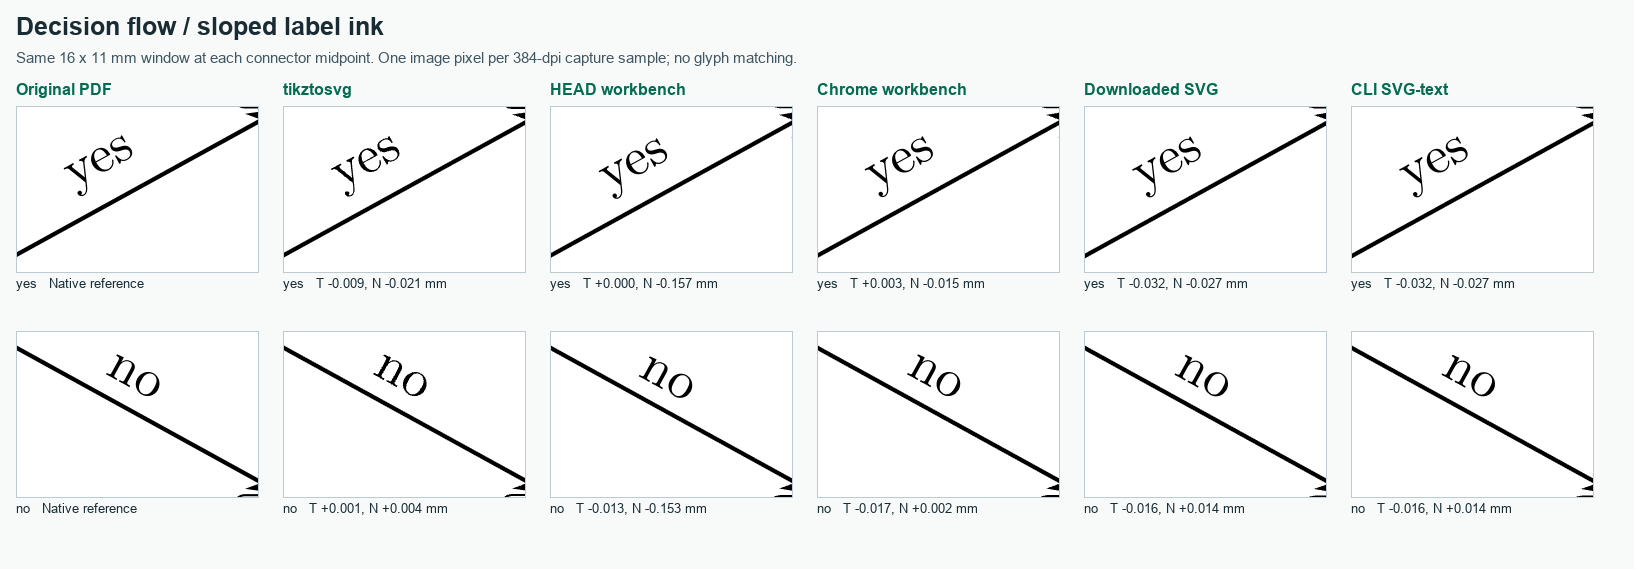 Decision flow / sloped label ink
Same 16 x 11 mm window at each connector midpoint. One image pixel per 384-dpi capture sample; no glyph matching.
Original PDF tikztosvg HEAD workbench Chrome workbench Downloaded SVG CLI SVG-text
yes yes yes yes yes yes
yes Native reference yes T -0.009, N -0.021 mm yes T +0.000, N -0.157 mm yes T +0.003, N -0.015 mm yes T -0.032, N -0.027 mm yes T -0.032, N -0.027 mm
no no no no no no
no Native reference no T +0.001, N +0.004 mm no T -0.013, N -0.153 mm no T -0.017, N +0.002 mm no T -0.016, N +0.014 mm no T -0.016, N +0.014 mm